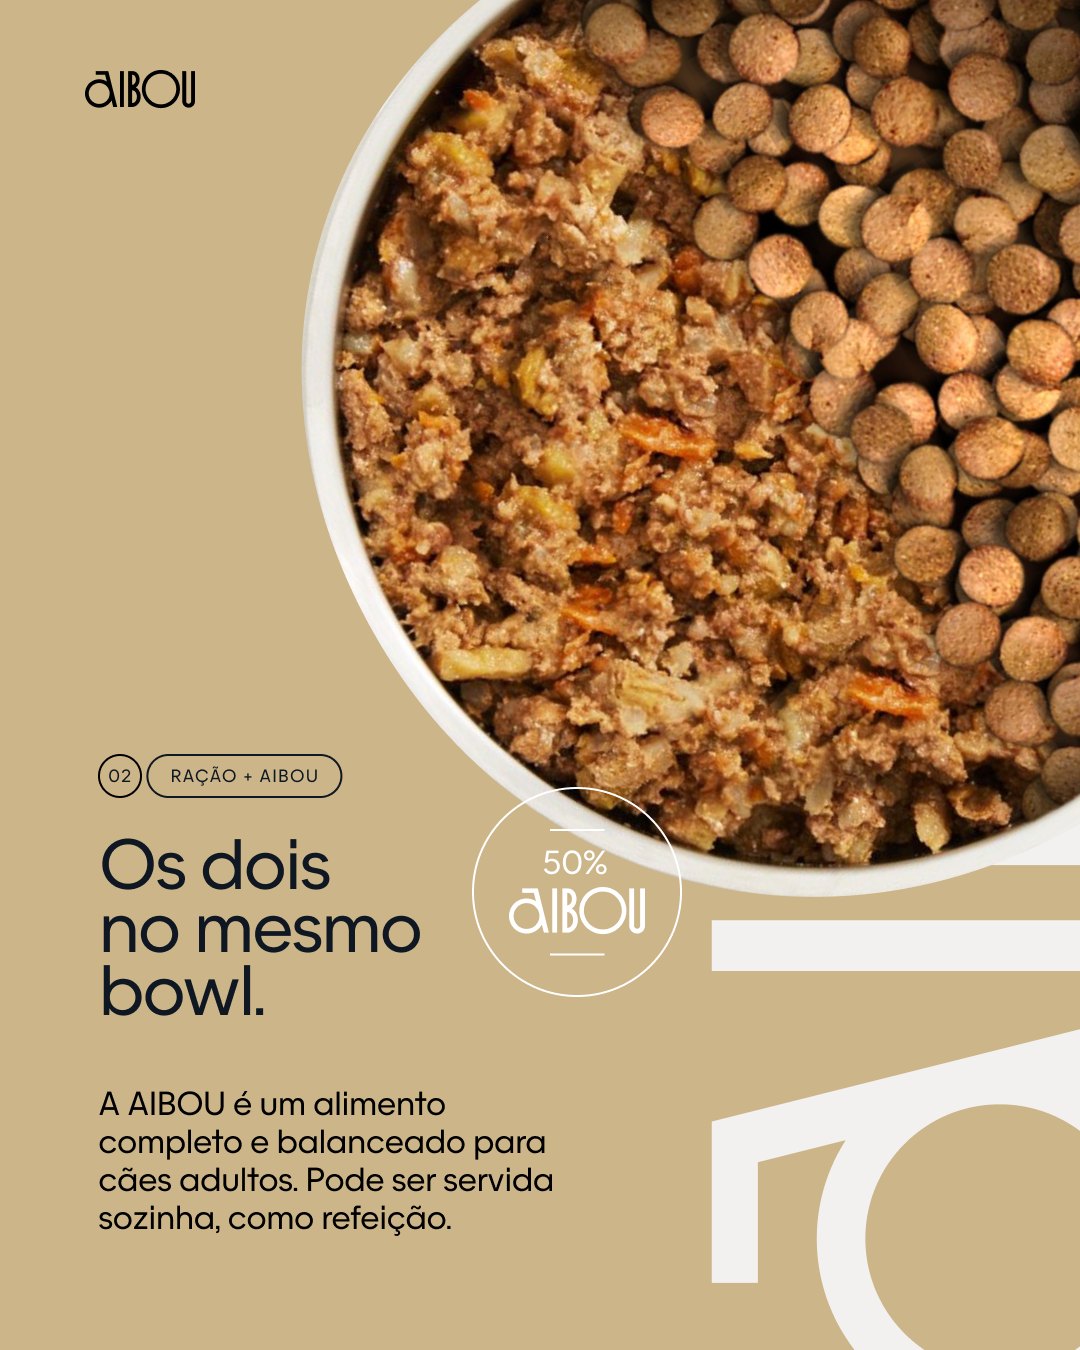 AIBOU
02 RAÇÃO + AIBOU
Os dois
no mesmo
bowl.
50%
AIBOU
A AIBOU é um alimento
completo e balanceado para
cães adultos. Pode ser servida
sozinha, como refeição.